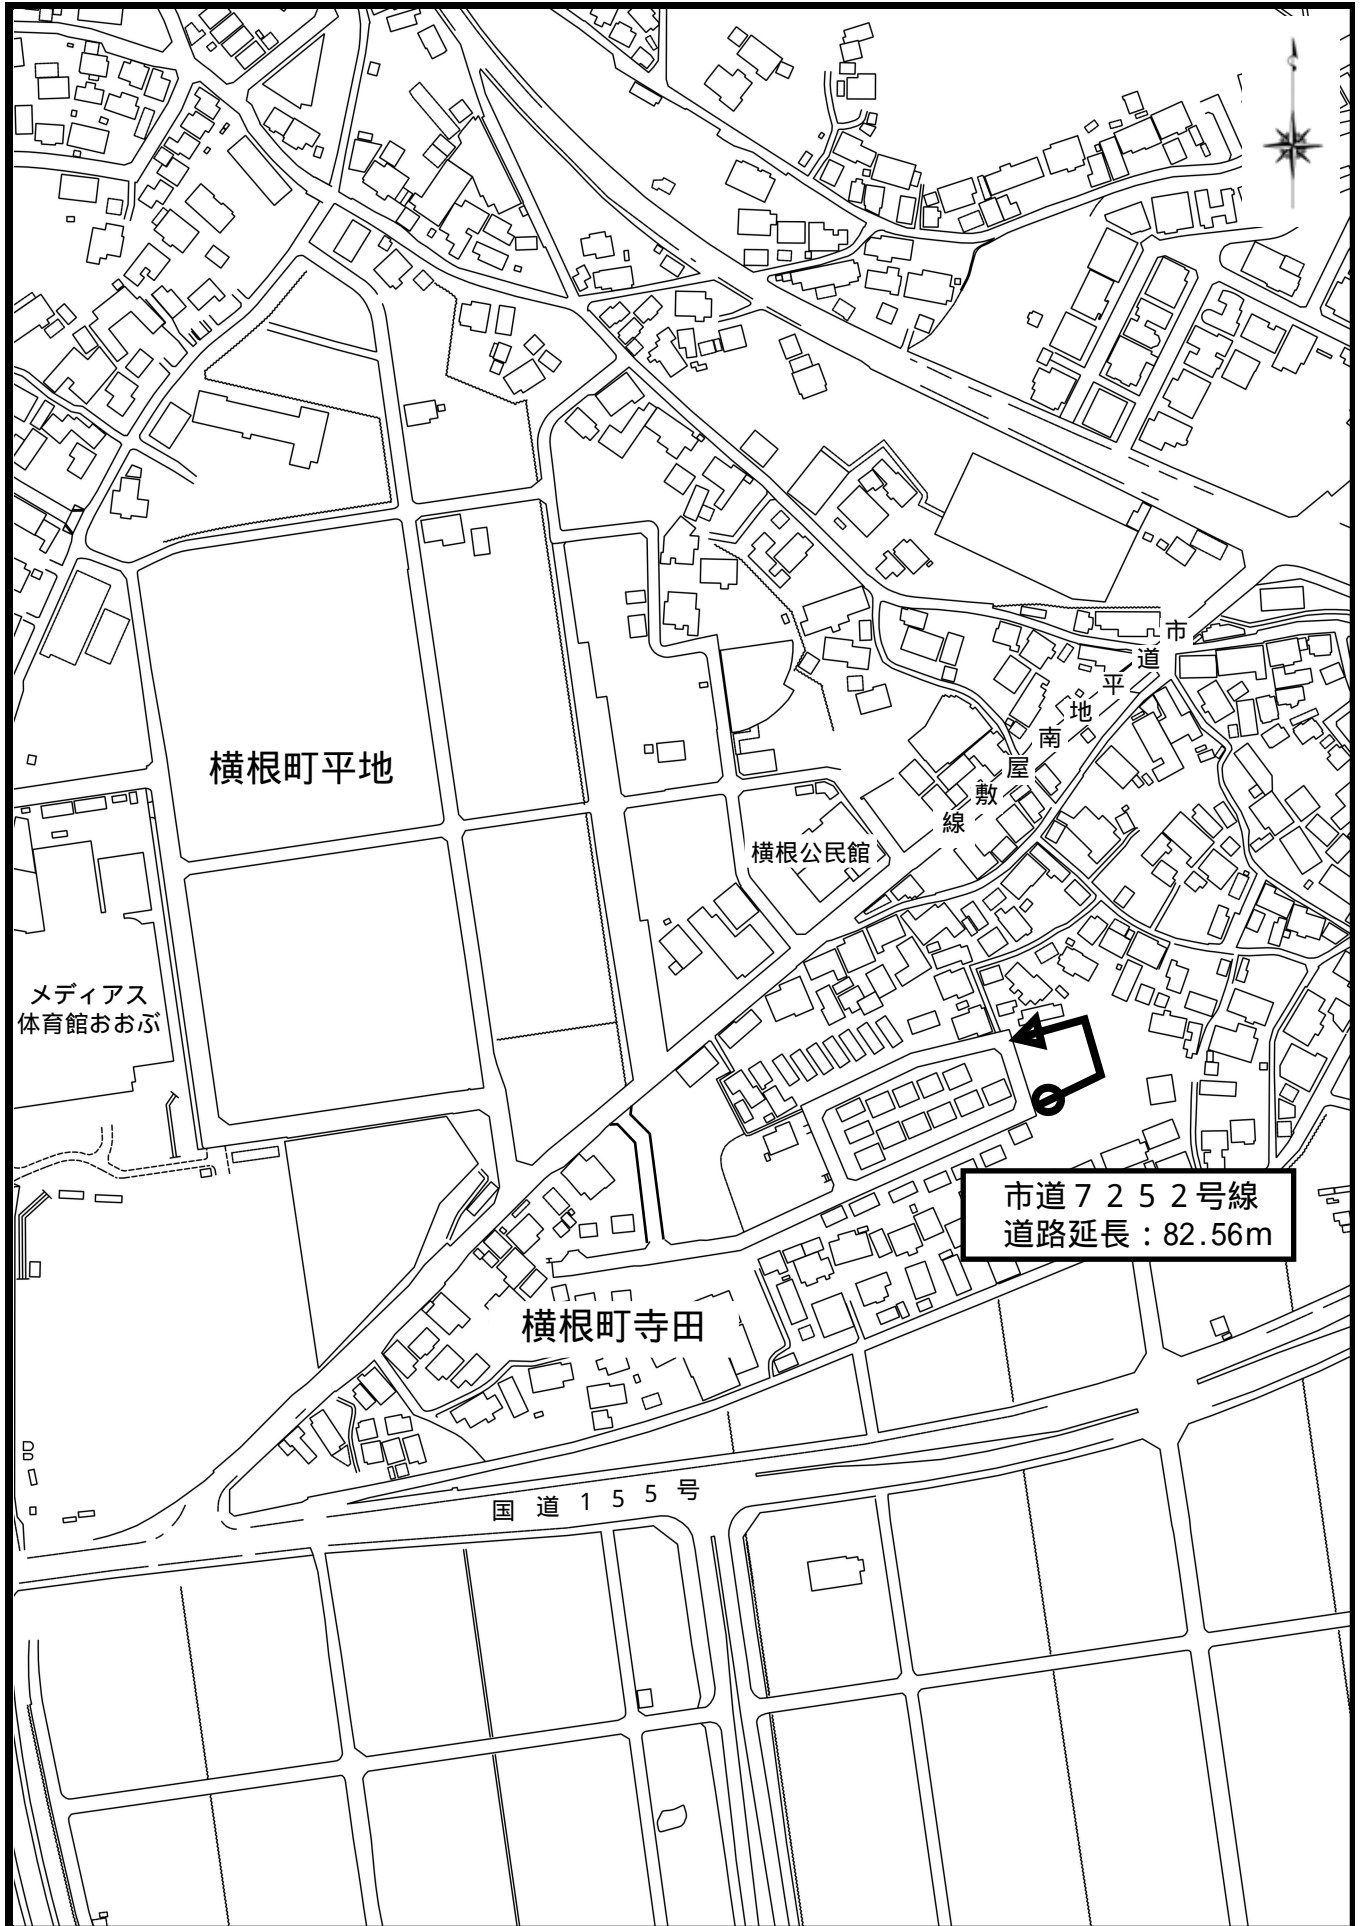 市道平地南屋敷線
横根町平地
横根公民館
メディアス
体育館おおぶ
市道７２５２号線
道路延長：82.56m
横根町寺田
国道１５５号